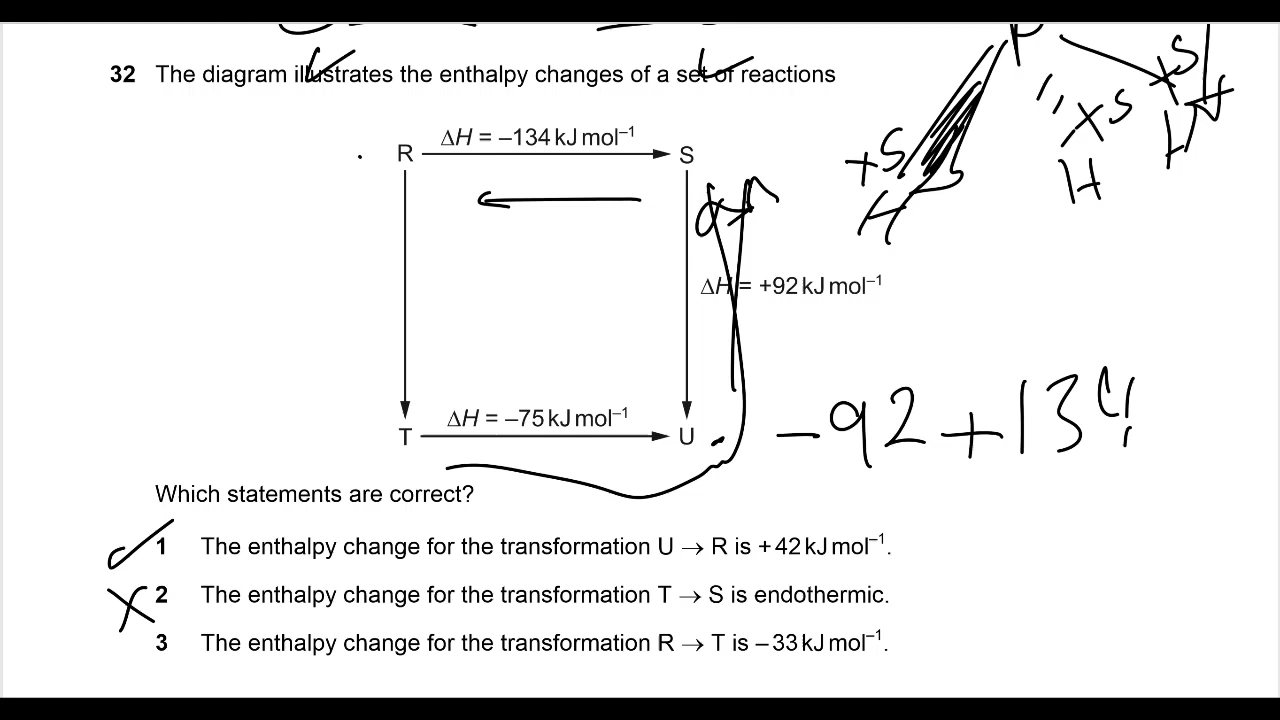 32 The diagram illustrates the enthalpy changes of a set of reactions
ΔH = –134 kJ mol⁻¹
R S
+S S
XS XS H
H H H
ΔH = +92 kJ mol⁻¹
ΔH = –75 kJ mol⁻¹
T U
-92+134
Which statements are correct?
1 The enthalpy change for the transformation U → R is +42 kJ mol⁻¹.
2 The enthalpy change for the transformation T → S is endothermic.
3 The enthalpy change for the transformation R → T is –33 kJ mol⁻¹.